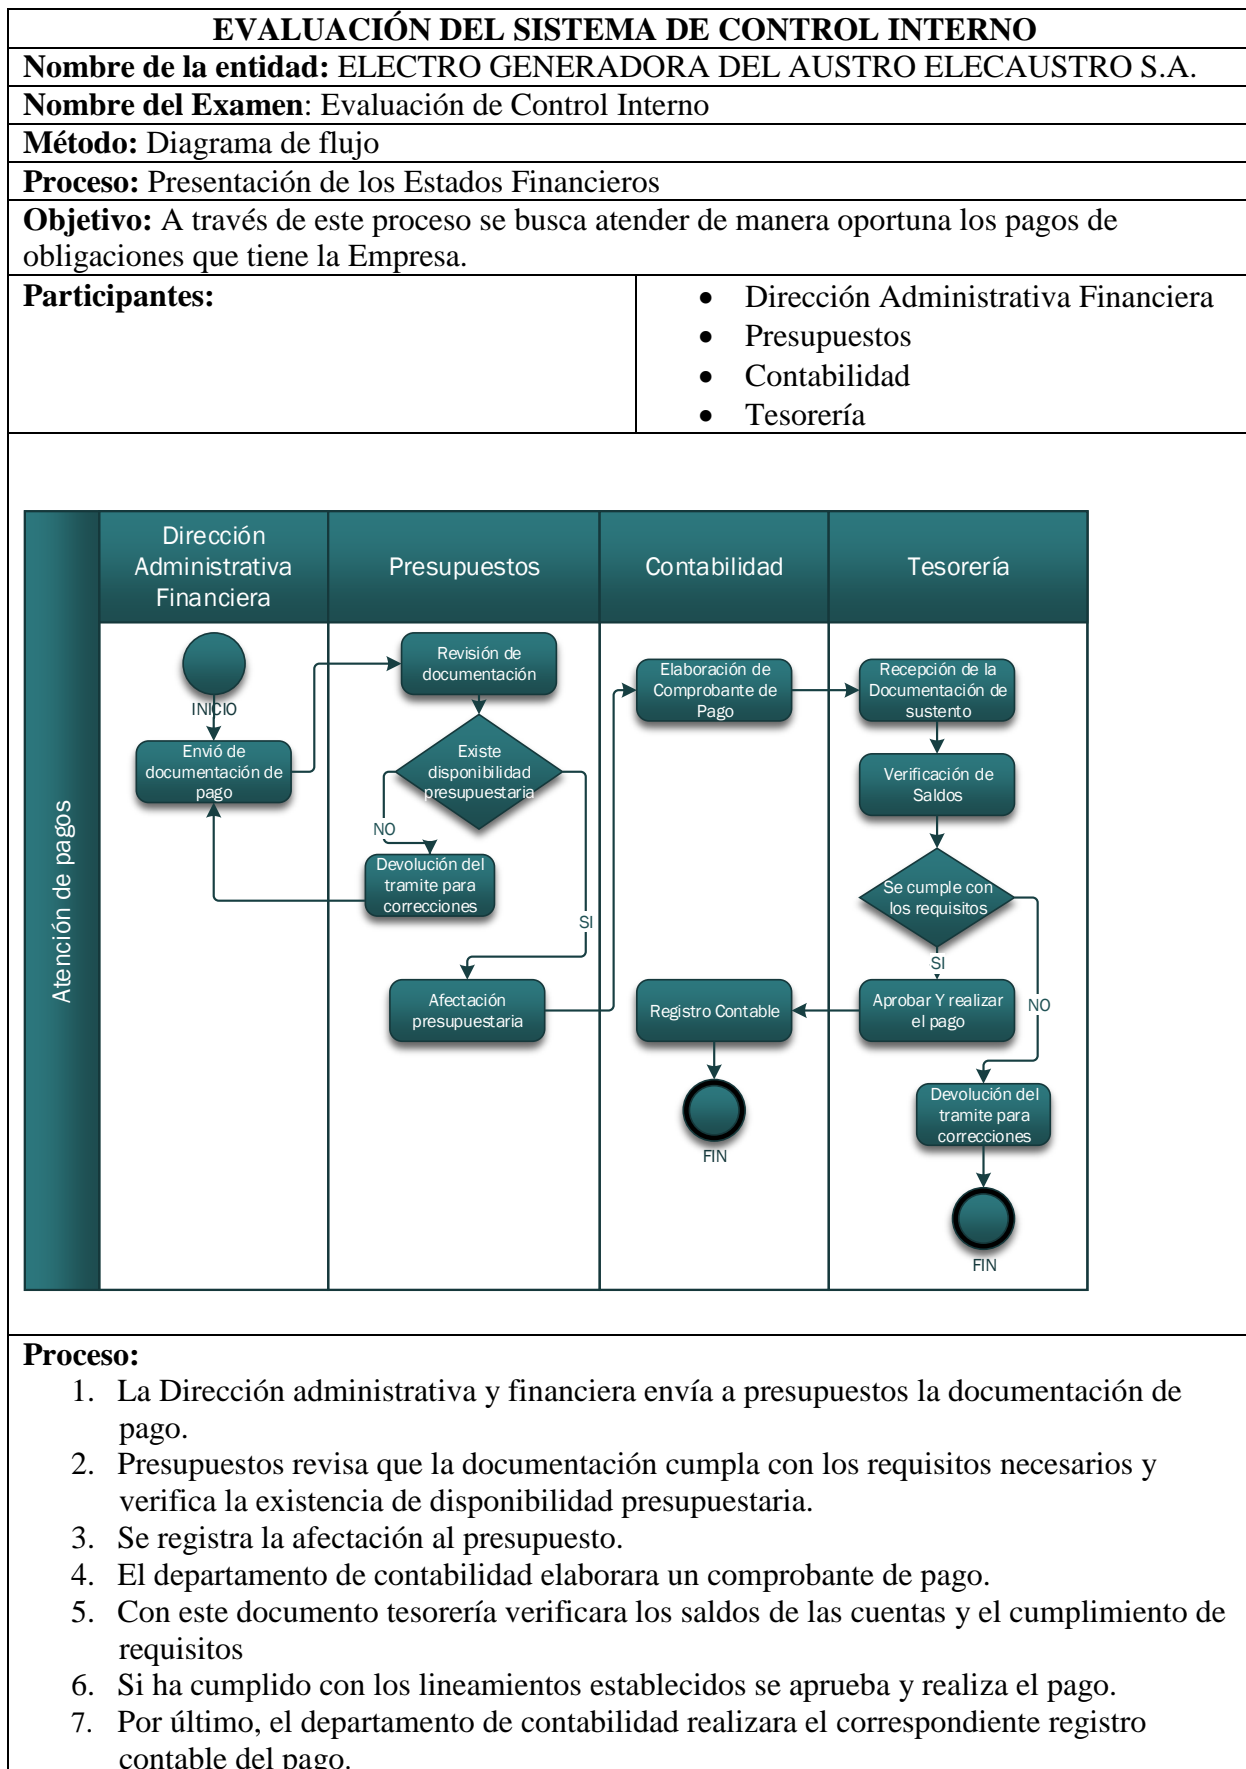 EVALUACIÓN DEL SISTEMA DE CONTROL INTERNO
Nombre de la entidad: ELECTRO GENERADORA DEL AUSTRO ELECAUSTRO S.A.
Nombre del Examen: Evaluación de Control Interno
Método: Diagrama de flujo
Proceso: Presentación de los Estados Financieros
Objetivo: A través de este proceso se busca atender de manera oportuna los pagos de
obligaciones que tiene la Empresa.
Participantes:
• Dirección Administrativa Financiera
• Presupuestos
• Contabilidad
• Tesorería
Atención de pagos
Dirección
Administrativa
Financiera
Presupuestos
Contabilidad
Tesorería
INICIO
Envió de
documentación de
pago
Revisión de
documentación
Existe
disponibilidad
presupuestaria
NO
Devolución del
tramite para
correcciones
SI
Afectación
presupuestaria
Elaboración de
Comprobante de
Pago
Registro Contable
FIN
Recepción de la
Documentación de
sustento
Verificación de
Saldos
Se cumple con
los requisitos
SI
NO
Aprobar Y realizar
el pago
Devolución del
tramite para
correcciones
FIN
Proceso:
1. La Dirección administrativa y financiera envía a presupuestos la documentación de
pago.
2. Presupuestos revisa que la documentación cumpla con los requisitos necesarios y
verifica la existencia de disponibilidad presupuestaria.
3. Se registra la afectación al presupuesto.
4. El departamento de contabilidad elaborara un comprobante de pago.
5. Con este documento tesorería verificara los saldos de las cuentas y el cumplimiento de
requisitos
6. Si ha cumplido con los lineamientos establecidos se aprueba y realiza el pago.
7. Por último, el departamento de contabilidad realizara el correspondiente registro
contable del pago.